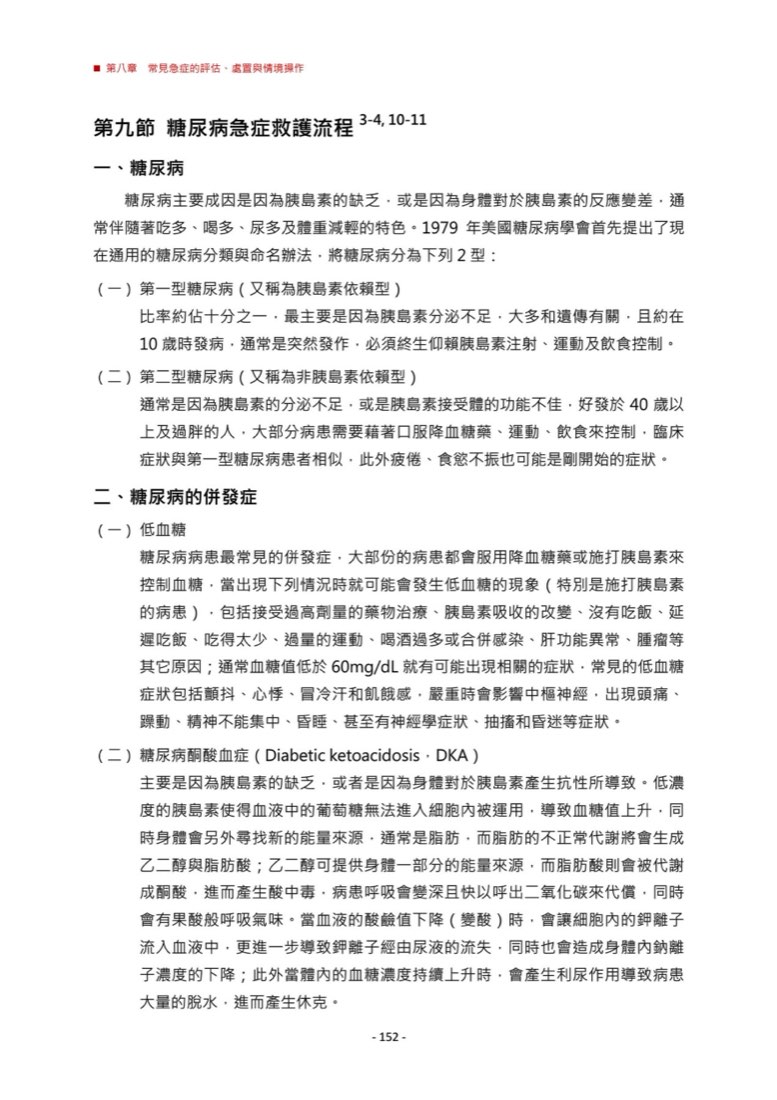 ■ 第八章　常見急症的評估、處置與情境操作
第九節 糖尿病急症救護流程 3-4, 10-11
一、糖尿病
糖尿病主要成因是因為胰島素的缺乏，或是因為身體對於胰島素的反應變差，通
常伴隨著吃多、喝多、尿多及體重減輕的特色。1979 年美國糖尿病學會首先提出了現
在通用的糖尿病分類與命名辦法，將糖尿病分為下列 2 型：
（一）第一型糖尿病（又稱為胰島素依賴型）
比率約佔十分之一，最主要是因為胰島素分泌不足，大多和遺傳有關，且約在
10 歲時發病，通常是突然發作，必須終生仰賴胰島素注射、運動及飲食控制。
（二）第二型糖尿病（又稱為非胰島素依賴型）
通常是因為胰島素的分泌不足，或是胰島素接受體的功能不佳，好發於 40 歲以
上及過胖的人，大部分病患需要藉著口服降血糖藥、運動、飲食來控制，臨床
症狀與第一型糖尿病患者相似，此外疲倦、食慾不振也可能是剛開始的症狀。
二、糖尿病的併發症
（一）低血糖
糖尿病病患最常見的併發症，大部份的病患都會服用降血糖藥或施打胰島素來
控制血糖，當出現下列情況時就可能會發生低血糖的現象（特別是施打胰島素
的病患），包括接受過高劑量的藥物治療、胰島素吸收的改變、沒有吃飯、延
遲吃飯、吃得太少、過量的運動、喝酒過多或合併感染、肝功能異常、腫瘤等
其它原因；通常血糖值低於 60mg/dL 就有可能出現相關的症狀，常見的低血糖
症狀包括顫抖、心悸、冒冷汗和飢餓感，嚴重時會影響中樞神經，出現頭痛、
躁動、精神不能集中、昏睡、甚至有神經學症狀、抽搐和昏迷等症狀。
（二）糖尿病酮酸血症（Diabetic ketoacidosis，DKA）
主要是因為胰島素的缺乏，或者是因為身體對於胰島素產生抗性所導致。低濃
度的胰島素使得血液中的葡萄糖無法進入細胞內被運用，導致血糖值上升，同
時身體會另外尋找新的能量來源，通常是脂肪，而脂肪的不正常代謝將會生成
乙二醇與脂肪酸；乙二醇可提供身體一部分的能量來源，而脂肪酸則會被代謝
成酮酸，進而產生酸中毒，病患呼吸會變深且快以呼出二氧化碳來代償，同時
會有果酸般呼吸氣味。當血液的酸鹼值下降（變酸）時，會讓細胞內的鉀離子
流入血液中，更進一步導致鉀離子經由尿液的流失，同時也會造成身體內鈉離
子濃度的下降；此外當體內的血糖濃度持續上升時，會產生利尿作用導致病患
大量的脫水，進而產生休克。
- 152 -